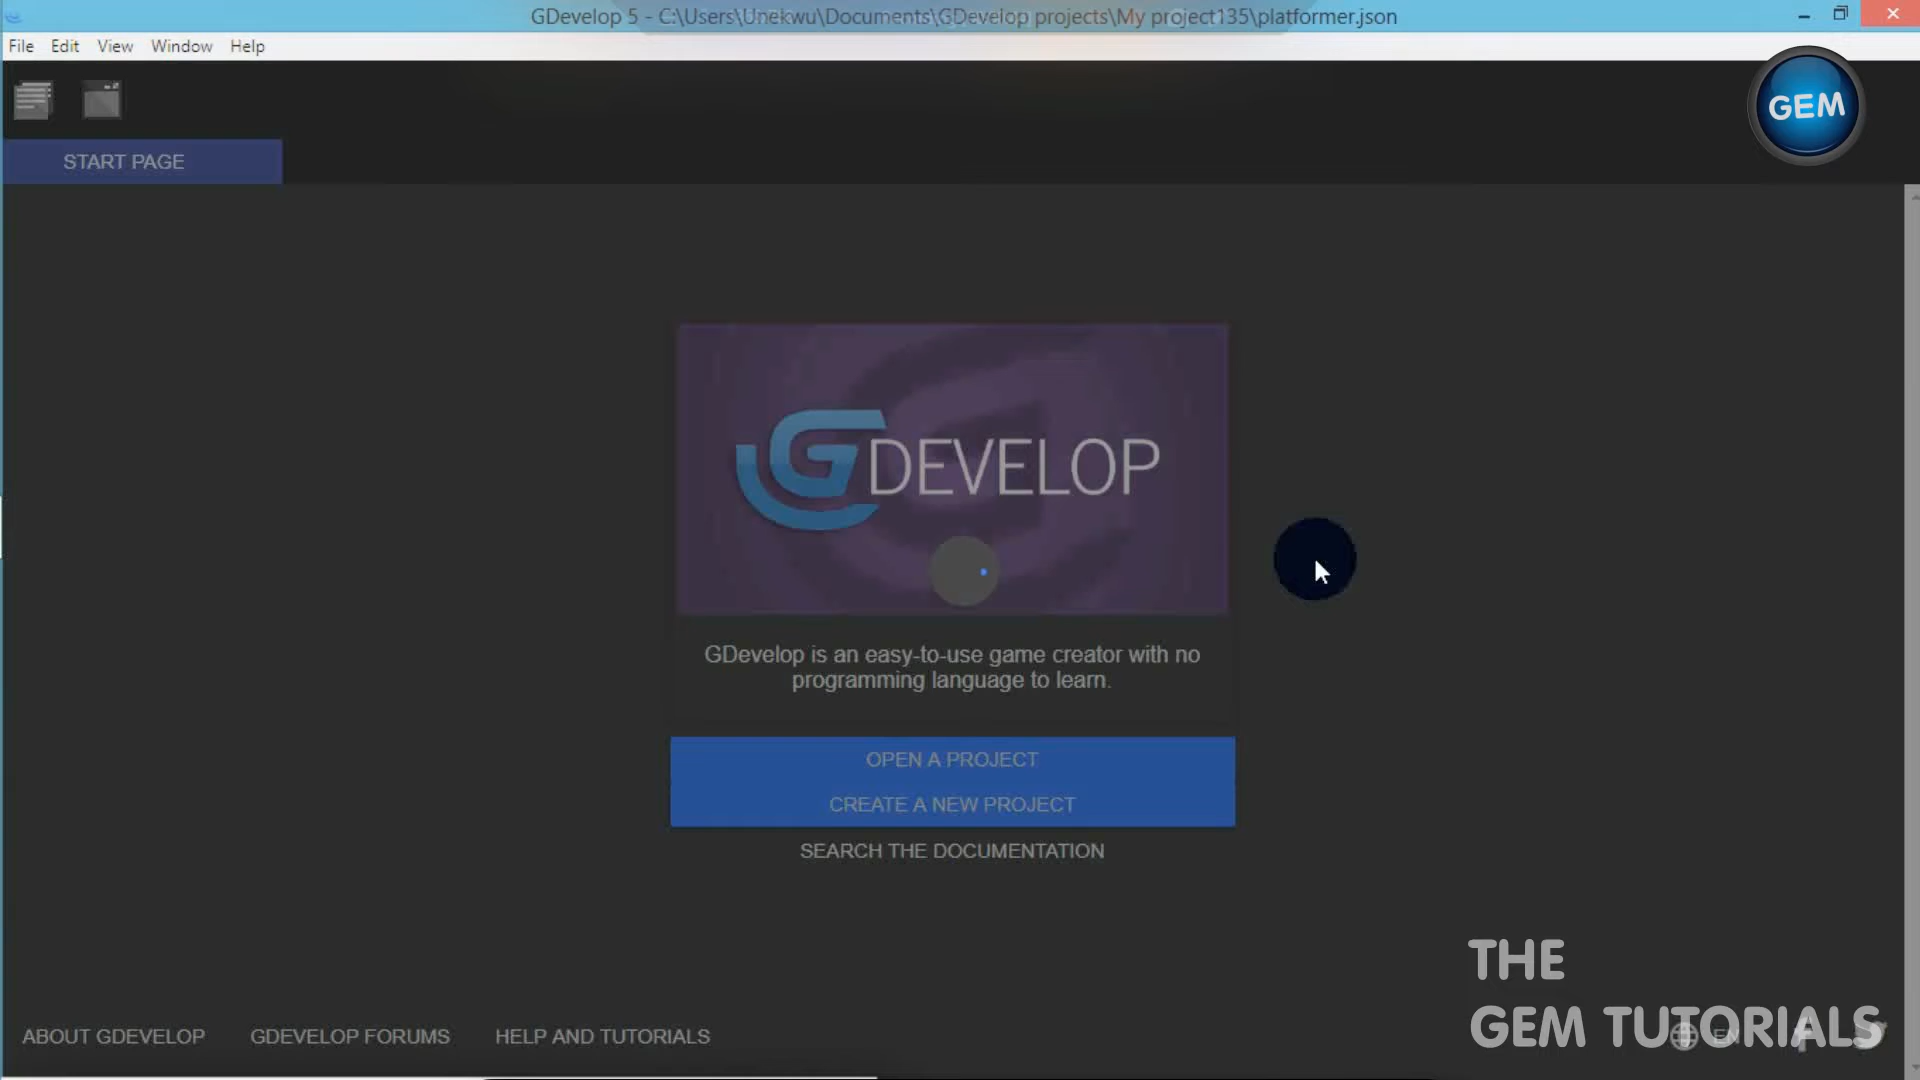 GDevelop 5 - C:\Users\Unekwu\Documents\GDevelop projects\My project135\platformer.json
File Edit View Window Help
GEM
START PAGE
GDEVELOP
GDevelop is an easy-to-use game creator with no
programming language to learn.
OPEN A PROJECT
CREATE A NEW PROJECT
SEARCH THE DOCUMENTATION
THE
GEM TUTORIALS
ABOUT GDEVELOP GDEVELOP FORUMS HELP AND TUTORIALS EN